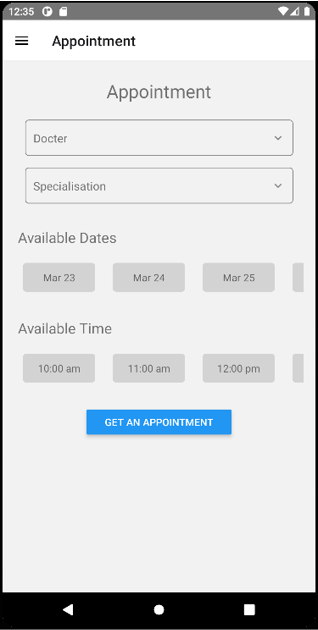 12:35
Appointment
Appointment
Docter
Specialisation
Available Dates
Mar 23 Mar 24 Mar 25
Available Time
10:00 am 11:00 am 12:00 pm
GET AN APPOINTMENT